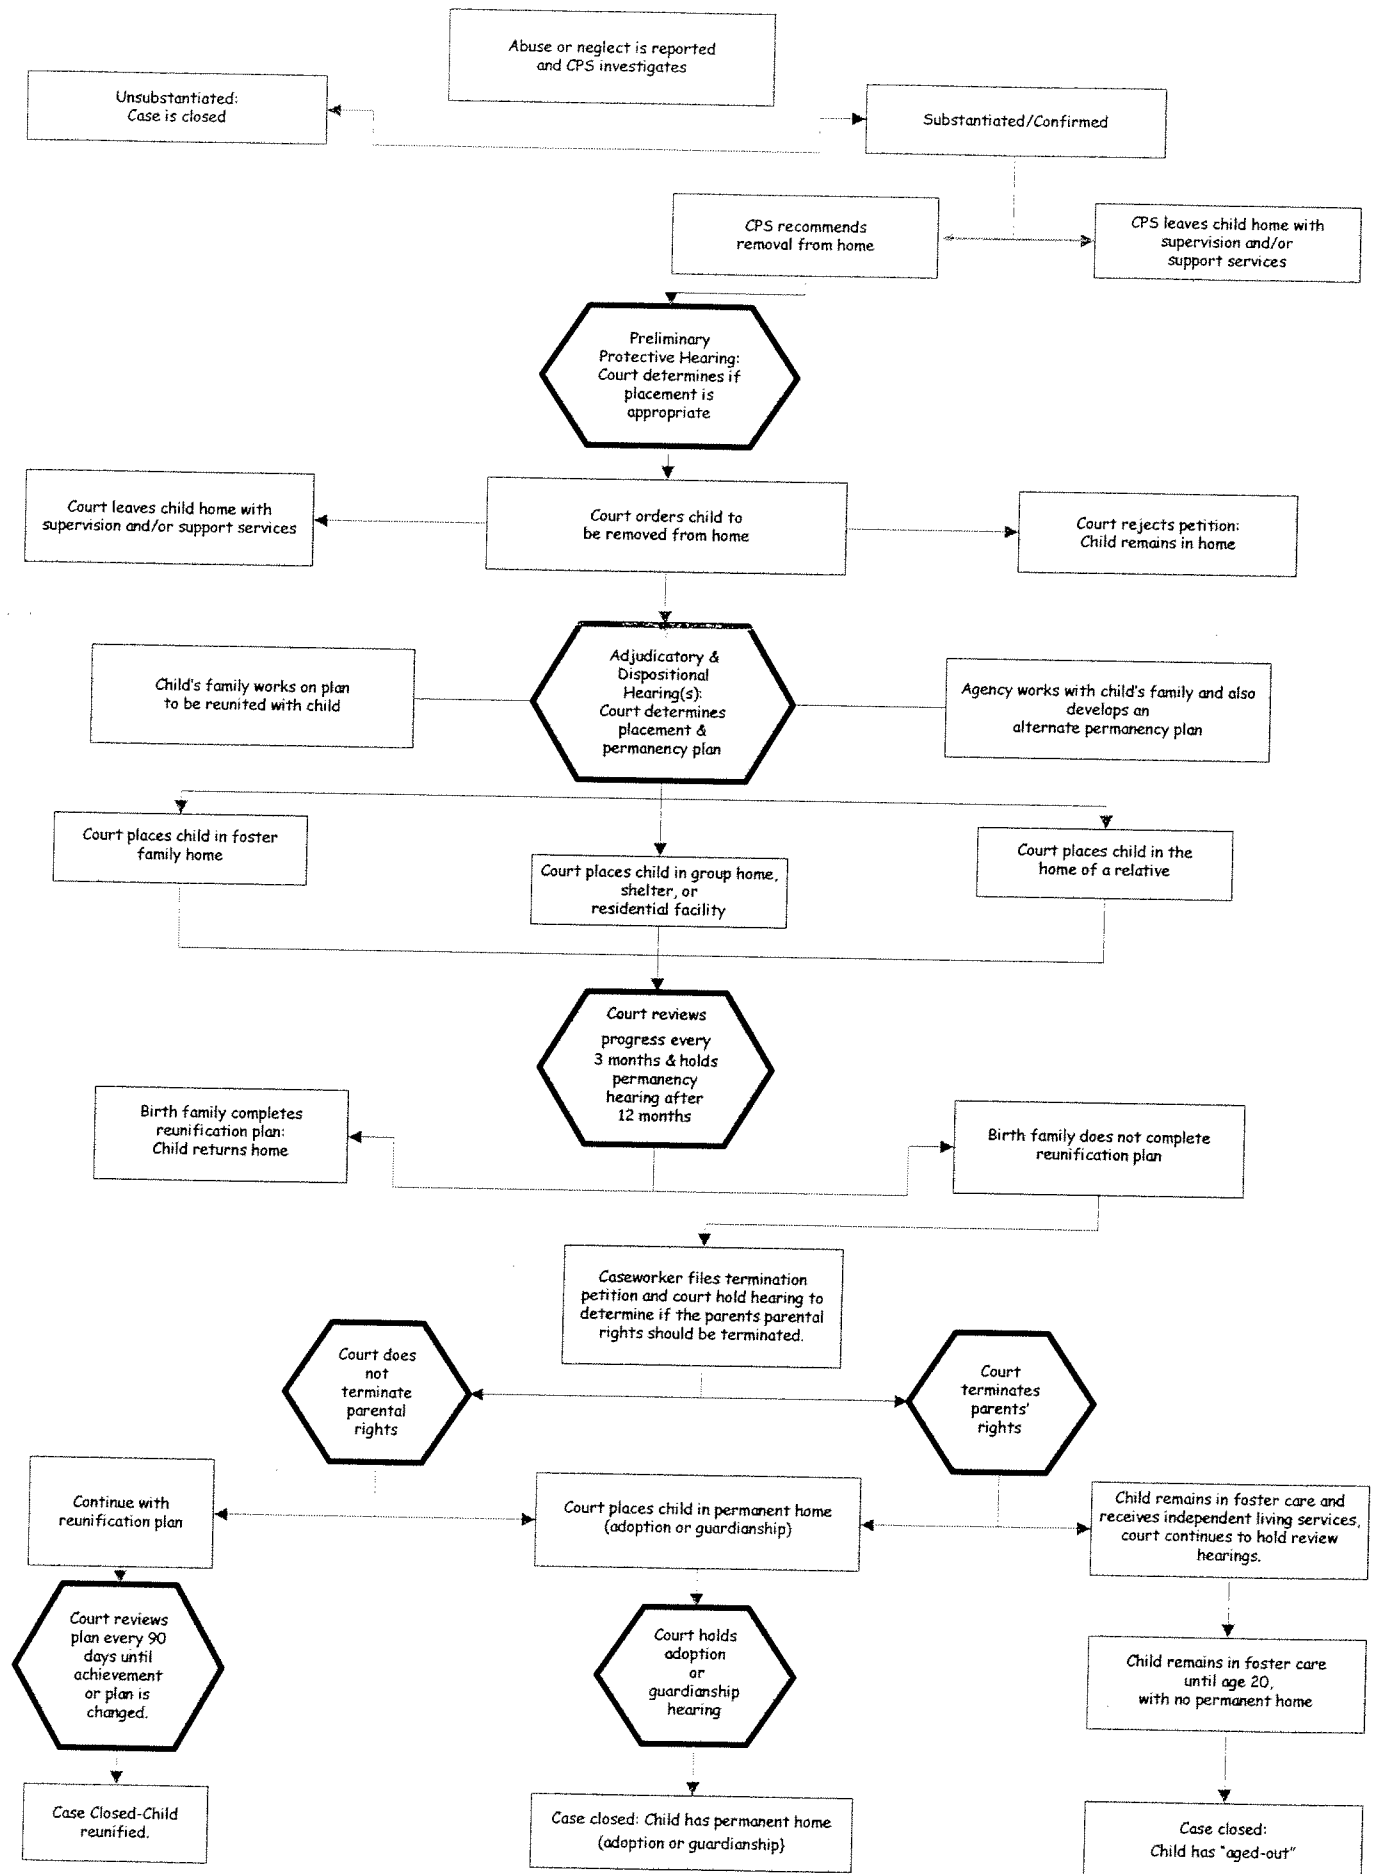 Abuse or neglect is reported
and CPS investigates
Unsubstantiated:
Case is closed
Substantiated/Confirmed
CPS recommends
removal from home
CPS leaves child home with
supervision and/or
support services
Preliminary
Protective Hearing:
Court determines if
placement is
appropriate
Court leaves child home with
supervision and/or support services
Court orders child to
be removed from home
Court rejects petition:
Child remains in home
Child's family works on plan
to be reunited with child
Adjudicatory &
Dispositional
Hearing(s):
Court determines
placement &
permanency plan
Agency works with child's family and also
develops an
alternate permanency plan
Court places child in foster
family home
Court places child in group home,
shelter, or
residential facility
Court places child in the
home of a relative
Court reviews
progress every
3 months & holds
permanency
hearing after
12 months
Birth family completes
reunification plan:
Child returns home
Birth family does not complete
reunification plan
Caseworker files termination
petition and court hold hearing to
determine if the parents parental
rights should be terminated.
Court does
not
terminate
parental
rights
Court
terminates
parents'
rights
Continue with
reunification plan
Court places child in permanent home
(adoption or guardianship)
Child remains in foster care and
receives independent living services,
court continues to hold review
hearings.
Court reviews
plan every 90
days until
achievement
or plan is
changed.
Court holds
adoption
or
guardianship
hearing
Child remains in foster care
until age 20,
with no permanent home
Case Closed-Child
reunified.
Case closed: Child has permanent home
(adoption or guardianship}
Case closed:
Child has "aged-out"